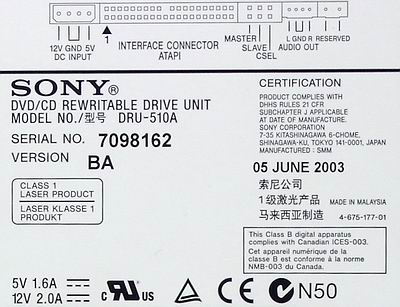 12V GND 5V
DC INPUT
1
INTERFACE CONNECTOR
ATAPI
MASTER
SLAVE
CSEL
L GND R RESERVED
AUDIO OUT
SONY®
DVD/CD REWRITABLE DRIVE UNIT
MODEL NO./型号 DRU-510A
SERIAL NO. 7098162
VERSION BA
CLASS 1
LASER PRODUCT
LASER KLASSE 1
PRODUKT
5V 1.6A
12V 2.0A
CERTIFICATION
PRODUCT COMPLIES WITH
DHHS RULES 21 CFR
SUBCHAPTER J APPLICABLE
AT DATE OF MANUFACTURE.
SONY CORPORATION
7-35 KITASHINAGAWA 6-CHOME,
SHINAGAWA-KU, TOKYO 141-0001, JAPAN
MANUFACTURED : SMM
05 JUNE 2003
索尼公司
1级激光产品 MADE IN MALAYSIA
马来西亚制造 4-675-177-01
This Class B digital apparatus
complies with Canadian ICES-003.
Cet appareil numérique de la
classe B est conforme à la norme
NMB-003 du Canada.
CE N50